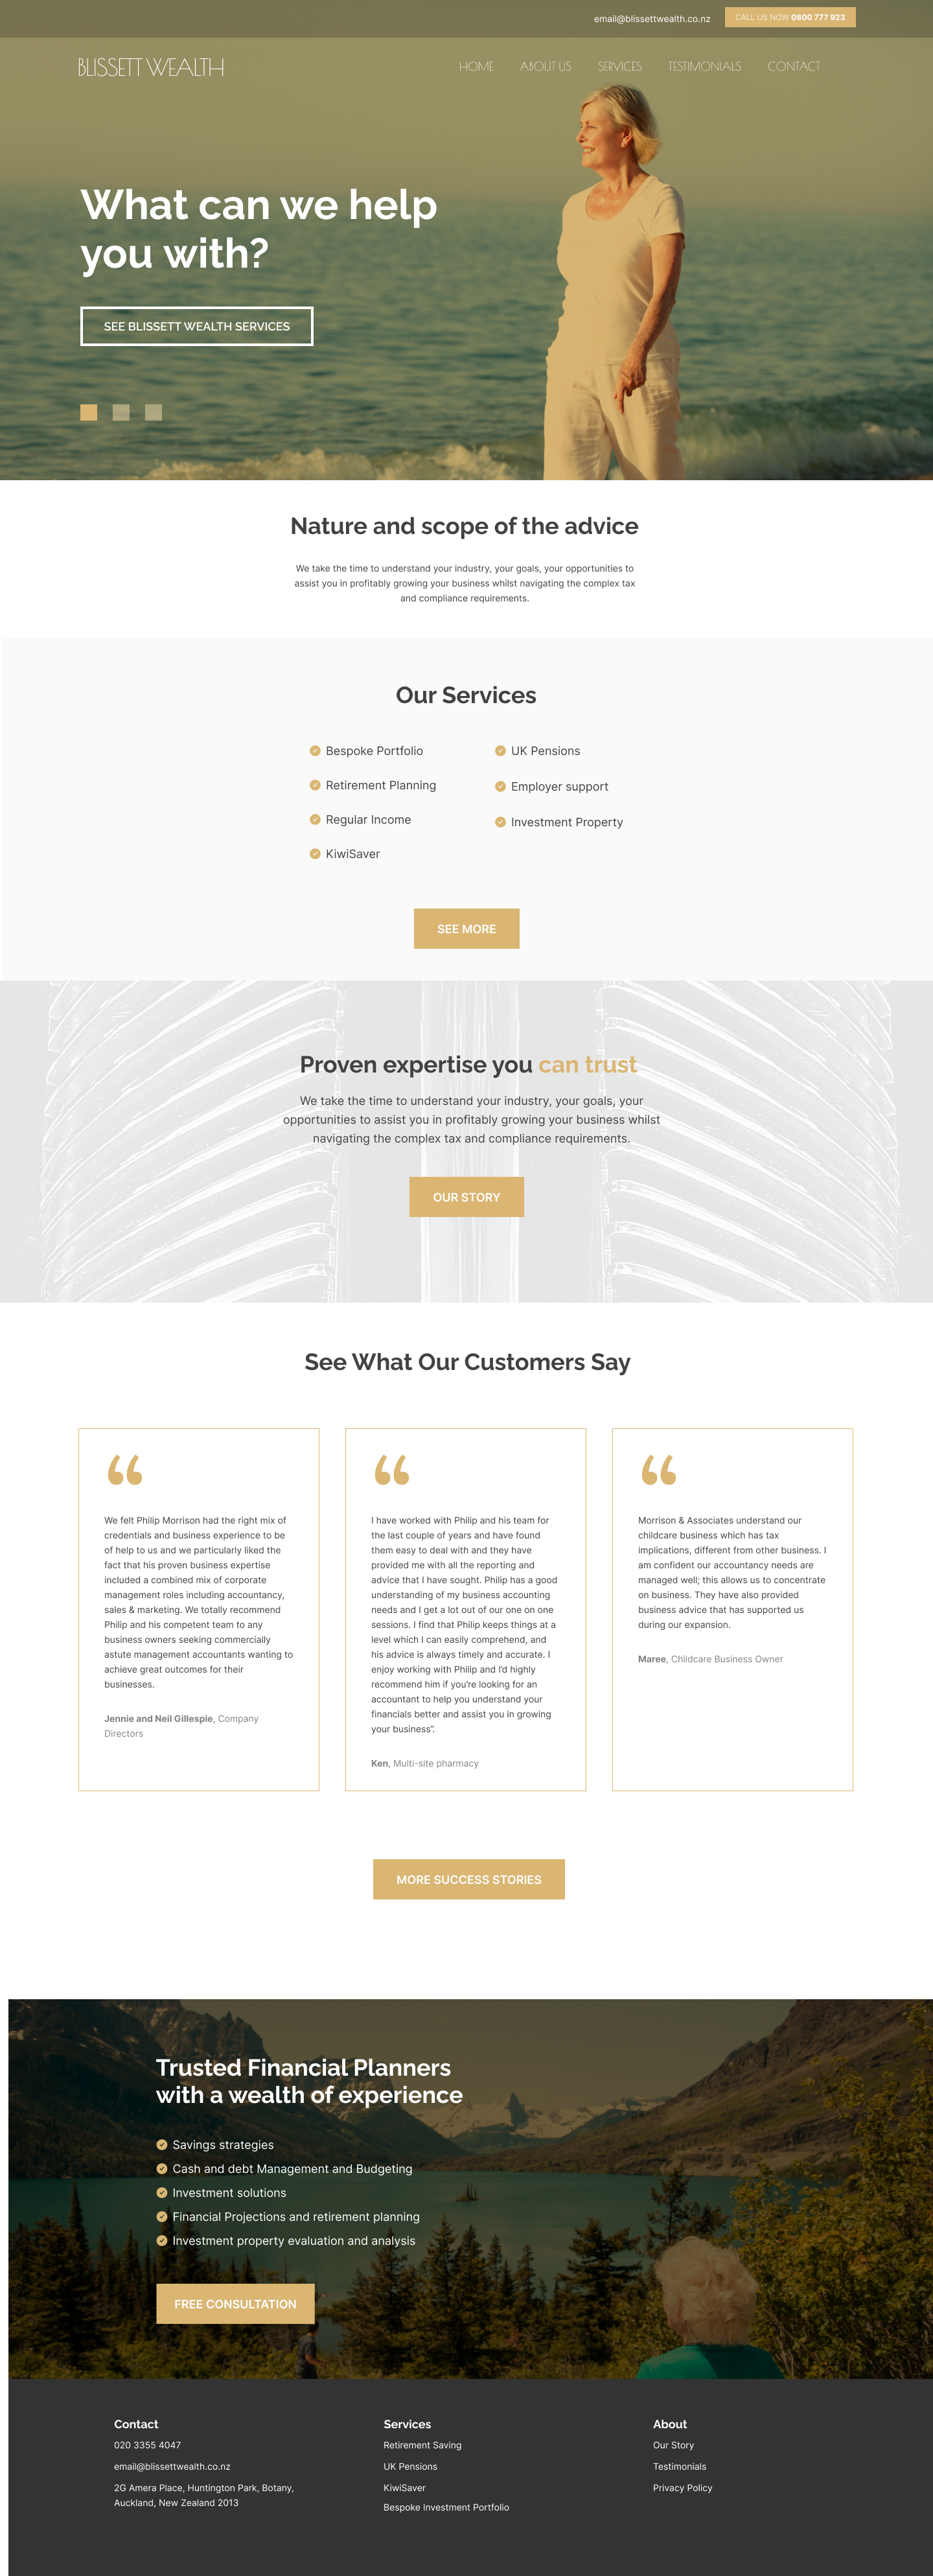 email@blissettwealth.co.nz
CALL US NOW 0800 777 923
BLISSETT WEALTH
HOME
ABOUT US
SERVICES
TESTIMONIALS
CONTACT
What can we help
you with?
SEE BLISSETT WEALTH SERVICES
Nature and scope of the advice
We take the time to understand your industry, your goals, your opportunities to
assist you in profitably growing your business whilst navigating the complex tax
and compliance requirements.
Our Services
Bespoke Portfolio
Retirement Planning
Regular Income
KiwiSaver
UK Pensions
Employer support
Investment Property
SEE MORE
Proven expertise you can trust
We take the time to understand your industry, your goals, your
opportunities to assist you in profitably growing your business whilst
navigating the complex tax and compliance requirements.
OUR STORY
See What Our Customers Say
“
We felt Philip Morrison had the right mix of
credentials and business experience to be
of help to us and we particularly liked the
fact that his proven business expertise
included a combined mix of corporate
management roles including accountancy,
sales & marketing. We totally recommend
Philip and his competent team to any
business owners seeking commercially
astute management accountants wanting to
achieve great outcomes for their
businesses.
Jennie and Neil Gillespie, Company
Directors
“
I have worked with Philip and his team for
the last couple of years and have found
them easy to deal with and they have
provided me with all the reporting and
advice that I have sought. Philip has a good
understanding of my business accounting
needs and I get a lot out of our one on one
sessions. I find that Philip keeps things at a
level which I can easily comprehend, and
his advice is always timely and accurate. I
enjoy working with Philip and I'd highly
recommend him if you're looking for an
accountant to help you understand your
financials better and assist you in growing
your business”.
Ken, Multi-site pharmacy
“
Morrison & Associates understand our
childcare business which has tax
implications, different from other business. I
am confident our accountancy needs are
managed well; this allows us to concentrate
on business. They have also provided
business advice that has supported us
during our expansion.
Maree, Childcare Business Owner
MORE SUCCESS STORIES
Trusted Financial Planners
with a wealth of experience
Savings strategies
Cash and debt Management and Budgeting
Investment solutions
Financial Projections and retirement planning
Investment property evaluation and analysis
FREE CONSULTATION
Contact
020 3355 4047
email@blissettwealth.co.nz
2G Amera Place, Huntington Park, Botany,
Auckland, New Zealand 2013
Services
Retirement Saving
UK Pensions
KiwiSaver
Bespoke Investment Portfolio
About
Our Story
Testimonials
Privacy Policy